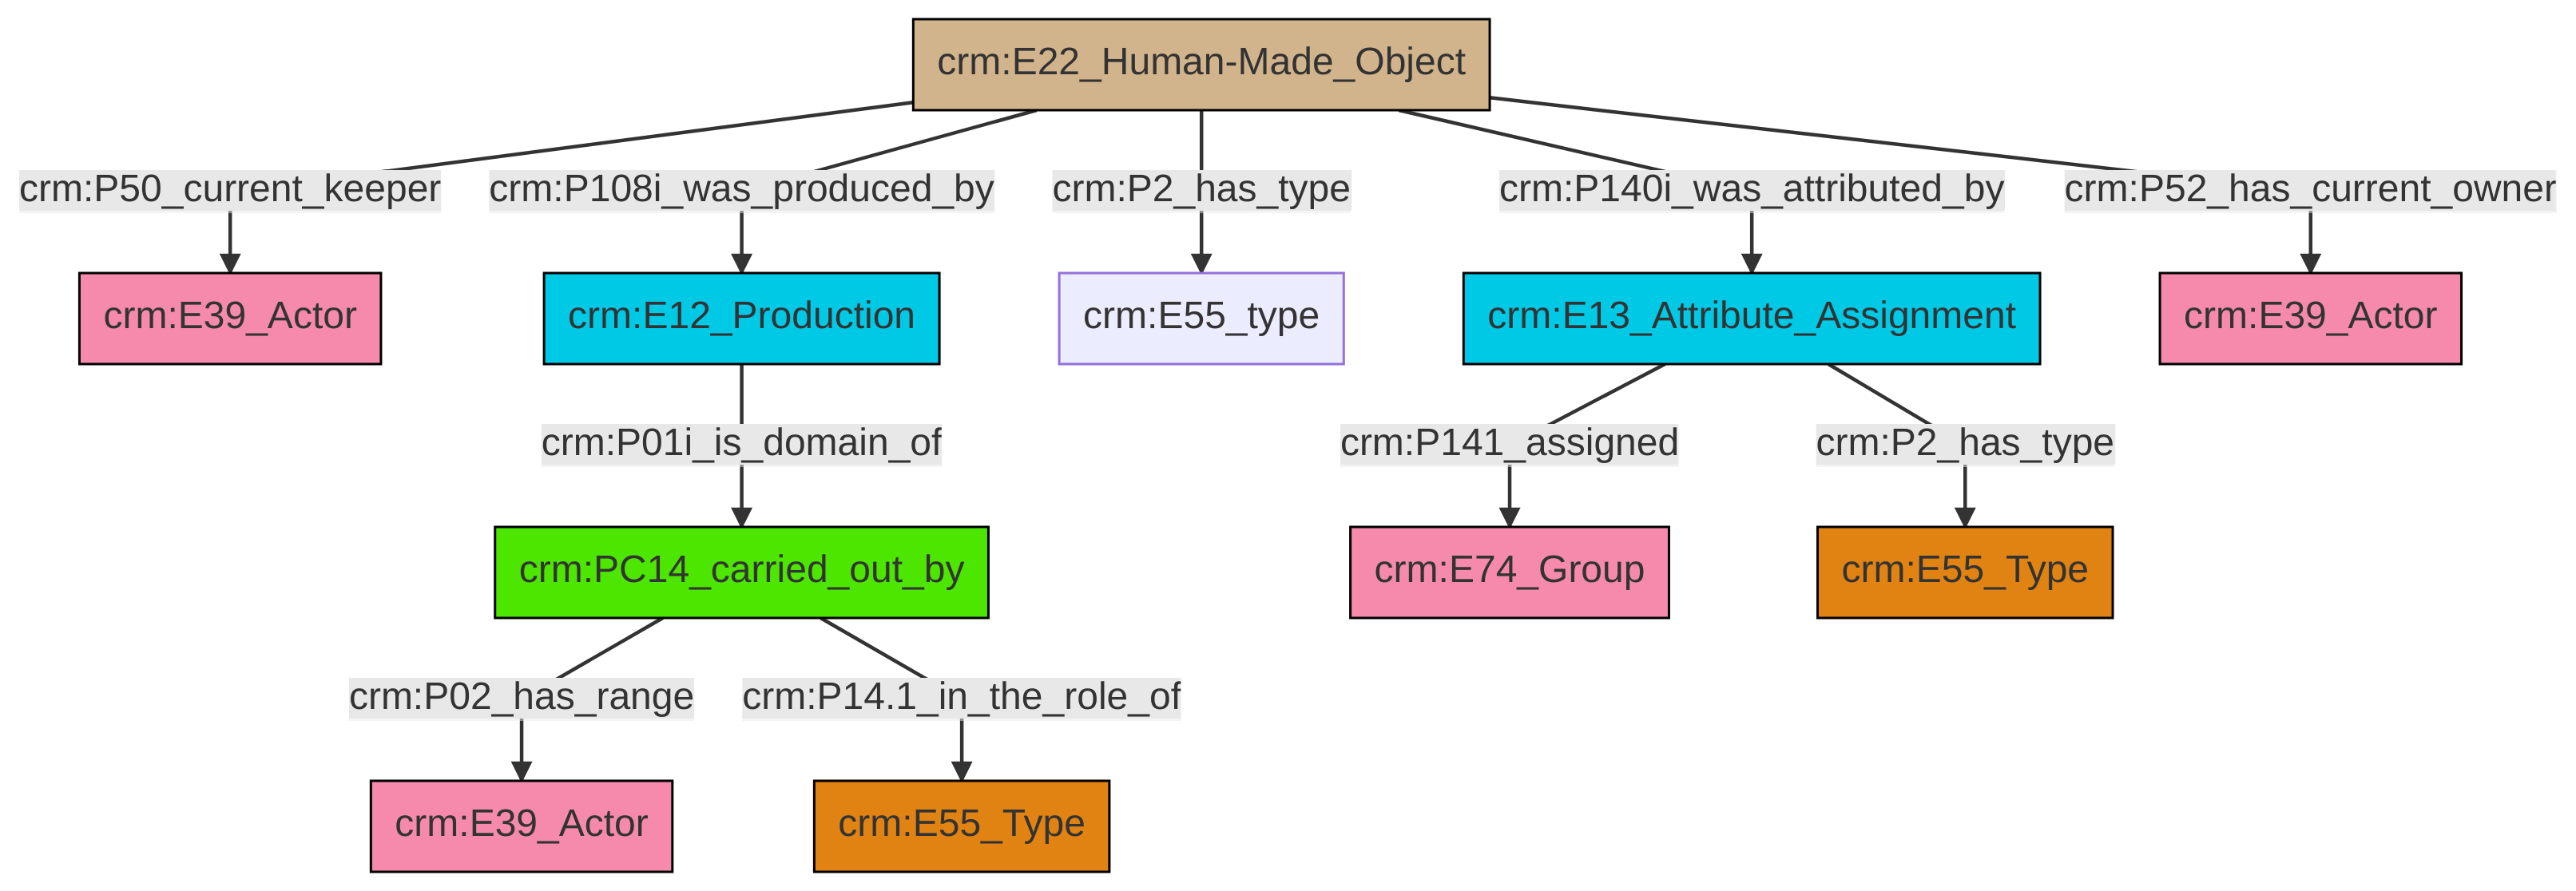 crm:E22_Human-Made_Object
crm:P50_current_keeper
crm:P108i_was_produced_by
crm:P2_has_type
crm:P140i_was_attributed_by
crm:P52_has_current_owner
crm:E39_Actor
crm:E12_Production
crm:E55_type
crm:E13_Attribute_Assignment
crm:E39_Actor
crm:P01i_is_domain_of
crm:P141_assigned
crm:P2_has_type
crm:PC14_carried_out_by
crm:E74_Group
crm:E55_Type
crm:P02_has_range
crm:P14.1_in_the_role_of
crm:E39_Actor
crm:E55_Type